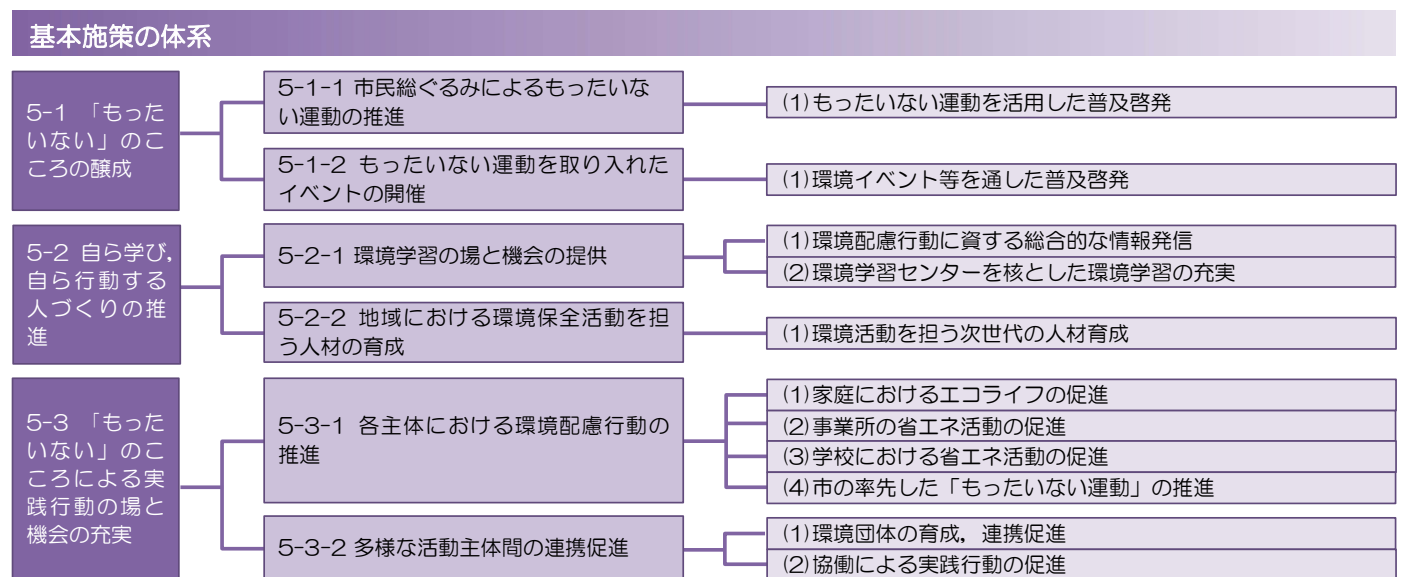 基本施策の体系
5-1 「もった
いない」のこ
ころの醸成
5-1-1 市民総ぐるみによるもったいな
い運動の推進
(1)もったいない運動を活用した普及啓発
5-1-2 もったいない運動を取り入れた
イベントの開催
(1)環境イベント等を通した普及啓発
5-2 自ら学び,
自ら行動する
人づくりの推
進
5-2-1 環境学習の場と機会の提供
(1)環境配慮行動に資する総合的な情報発信
(2)環境学習センターを核とした環境学習の充実
5-2-2 地域における環境保全活動を担
う人材の育成
(1)環境活動を担う次世代の人材育成
5-3 「もった
いない」のこ
ころによる実
践行動の場と
機会の充実
5-3-1 各主体における環境配慮行動の
推進
(1)家庭におけるエコライフの促進
(2)事業所の省エネ活動の促進
(3)学校における省エネ活動の促進
(4)市の率先した「もったいない運動」の推進
5-3-2 多様な活動主体間の連携促進
(1)環境団体の育成，連携促進
(2)協働による実践行動の促進